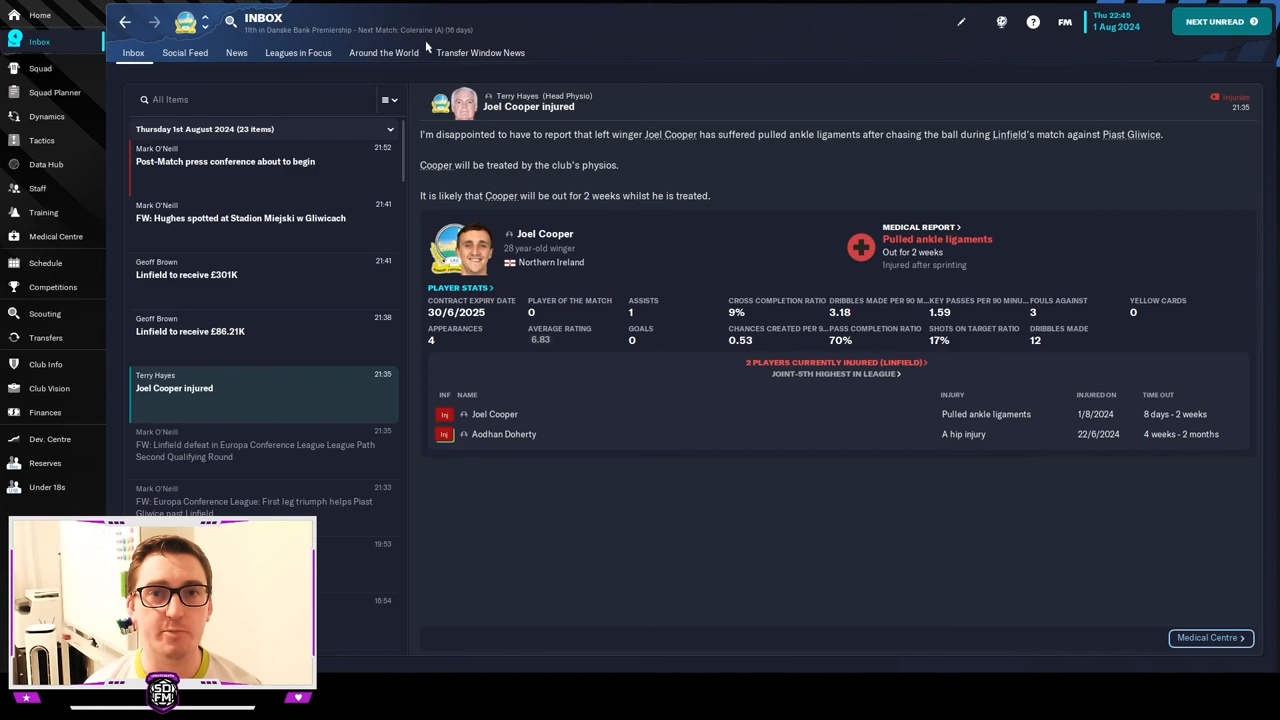 Home
Inbox
4
Squad
Squad Planner
Dynamics
Tactics
Data Hub
Staff
Training
Medical Centre
Schedule
Competitions
Scouting
Transfers
Club Info
Club Vision
Finances
Dev. Centre
Reserves
Under 18s
INBOX
11th in Danske Bank Premiership - Next Match: Coleraine (A) (16 days)
?
FM
Thu 22:45
1 Aug 2024
NEXT UNREAD
Inbox
Social Feed
News
Leagues in Focus
Around the World
Transfer Window News
All Items
Thursday 1st August 2024 (23 items)
Mark O'Neill 21:52
Post-Match press conference about to begin
Mark O'Neill 21:41
FW: Hughes spotted at Stadion Miejski w Gliwicach
Geoff Brown 21:41
Linfield to receive £301K
Geoff Brown 21:38
Linfield to receive £86.21K
Terry Hayes 21:35
Joel Cooper injured
Mark O'Neill 21:35
FW: Linfield defeat in Europa Conference League League Path
Second Qualifying Round
Mark O'Neill 21:33
FW: Europa Conference League: First leg triumph helps Piast
Gliwice past Linfield
19:53
16:54
Terry Hayes (Head Physio)
Joel Cooper injured
Injuries
21:35
I'm disappointed to have to report that left winger Joel Cooper has suffered pulled ankle ligaments after chasing the ball during Linfield's match against Piast Gliwice.
Cooper will be treated by the club's physios.
It is likely that Cooper will be out for 2 weeks whilst he is treated.
Joel Cooper
28 year-old winger
Northern Ireland
MEDICAL REPORT >
Pulled ankle ligaments
Out for 2 weeks
Injured after sprinting
PLAYER STATS >
CONTRACT EXPIRY DATE PLAYER OF THE MATCH ASSISTS CROSS COMPLETION RATIO DRIBBLES MADE PER 90 M... KEY PASSES PER 90 MINU... FOULS AGAINST YELLOW CARDS
30/6/2025 0 1 9% 3.18 1.59 3 0
APPEARANCES AVERAGE RATING GOALS CHANCES CREATED PER 9... PASS COMPLETION RATIO SHOTS ON TARGET RATIO DRIBBLES MADE
4 6.83 0 0.53 70% 17% 12
2 PLAYERS CURRENTLY INJURED (LINFIELD) >
JOINT-5TH HIGHEST IN LEAGUE >
INF NAME INJURY INJURED ON TIME OUT
Inj Joel Cooper Pulled ankle ligaments 1/8/2024 8 days - 2 weeks
Inj Aodhan Doherty A hip injury 22/6/2024 4 weeks - 2 months
Medical Centre >
SD
FM